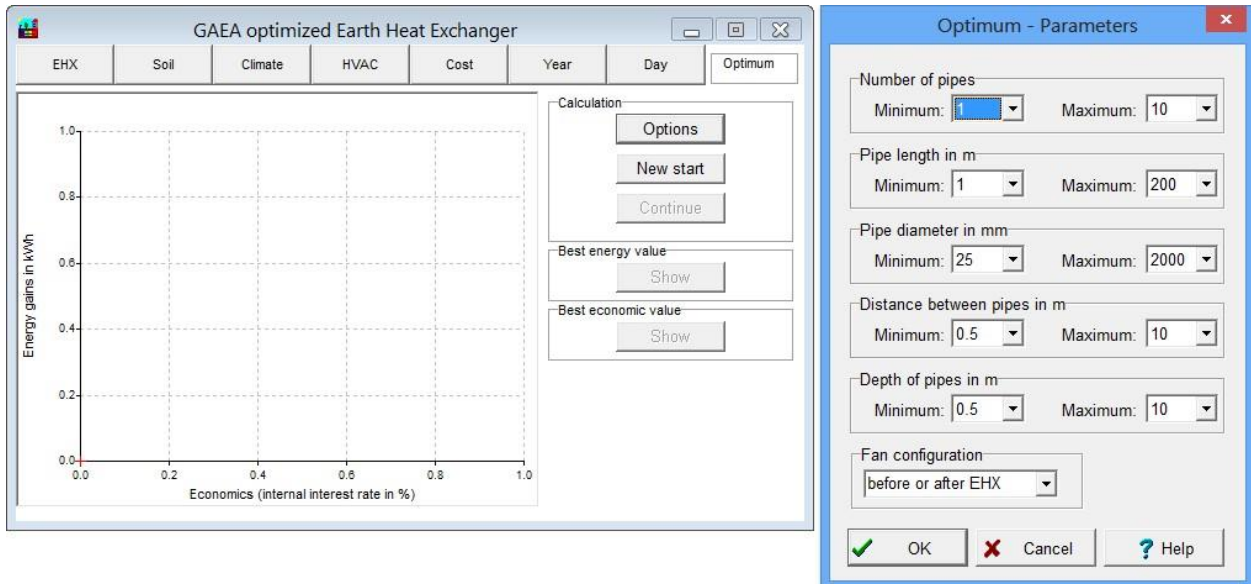 GAEA optimized Earth Heat Exchanger
EHX Soil Climate HVAC Cost Year Day Optimum
Calculation
Options
New start
Continue
Best energy value
Show
Best economic value
Show
Energy gains in kWh
1.0
0.8
0.6
0.4
0.2
0.0
0.0 0.2 0.4 0.6 0.8 1.0
Economics (internal interest rate in %)
Optimum - Parameters
Number of pipes
Minimum: 1 Maximum: 10
Pipe length in m
Minimum: 1 Maximum: 200
Pipe diameter in mm
Minimum: 25 Maximum: 2000
Distance between pipes in m
Minimum: 0.5 Maximum: 10
Depth of pipes in m
Minimum: 0.5 Maximum: 10
Fan configuration
before or after EHX
OK Cancel ? Help